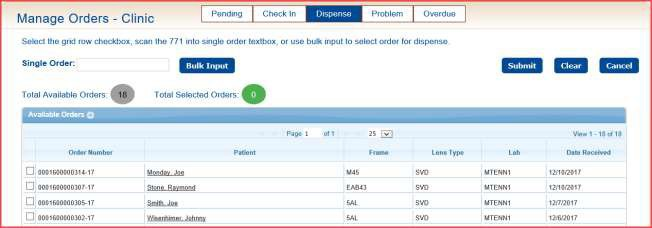 Manage Orders - Clinic
Pending Check In Dispense Problem Overdue
Select the grid row checkbox, scan the 771 into single order textbox, or use bulk input to select order for dispense.
Single Order: Bulk Input Submit Clear Cancel
Total Available Orders: 18 Total Selected Orders: 0
Available Orders
Page 1 of 1 25 View 1 - 18 of 18
Order Number Patient Frame Lens Type Lab Date Received
0001600000314-17 Monday, Joe M45 SVD MTENN1 12/10/2017
0001600000307-17 Stone, Raymond EAB43 SVD MTENN1 12/10/2017
0001600000305-17 Smith, Joe 5AL SVD MTENN1 12/7/2017
0001600000302-17 Wisenhimer, Johnny 5AL SVD MTENN1 12/6/2017